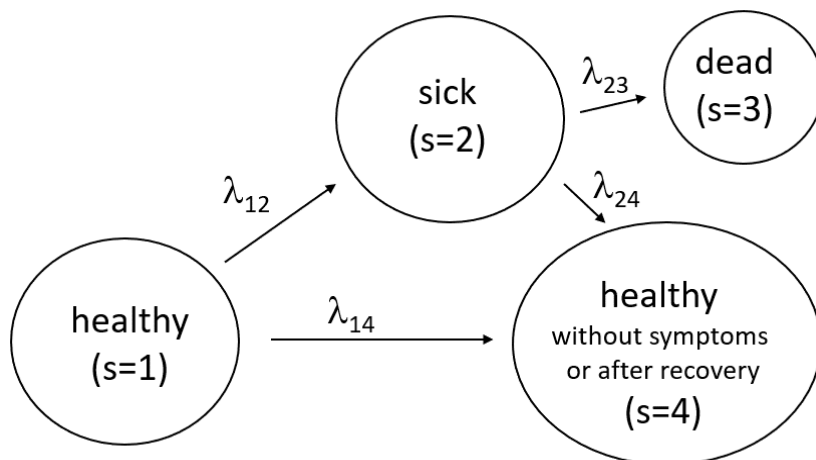 sick
(s=2)
λ23
dead
(s=3)
λ12
λ24
healthy
(s=1)
λ14
healthy
without symptoms
or after recovery
(s=4)